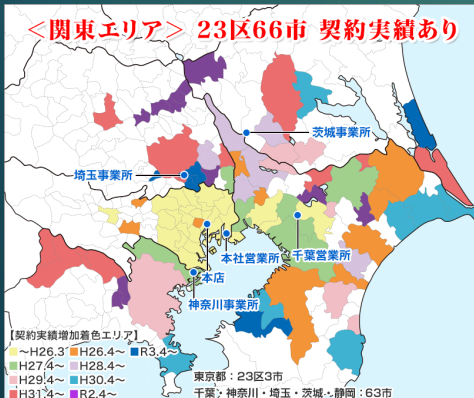 ＜関東エリア＞ 23区66市 契約実績あり
茨城事業所
埼玉事業所
本社営業所
千葉営業所
本店
神奈川事業所
【契約実績増加着色エリア】
～H26.3 H26.4～ R3.4～
H27.4～ H28.4～
H29.4～ H30.4～
H31.4～ R2.4～
東京都：23区3市
千葉・神奈川・埼玉・茨城・静岡：63市